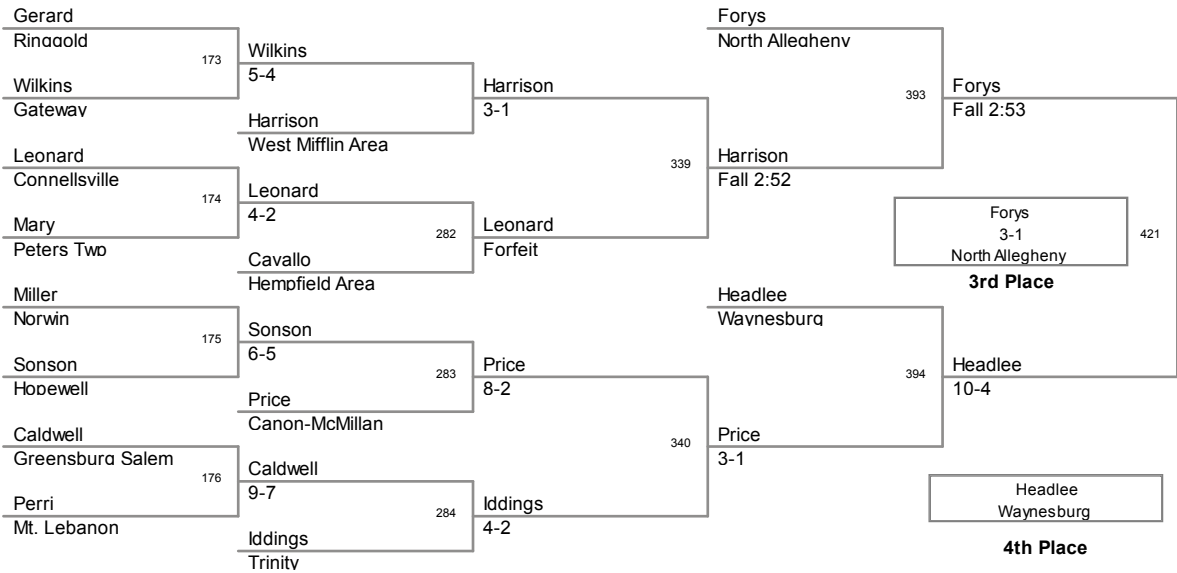 Gerard
Ringgold
173
Wilkins
Gateway
Wilkins
5-4
Harrison
West Mifflin Area
Harrison
3-1
Leonard
Connellsville
174
Mary
Peters Twp
Leonard
4-2
282
Cavallo
Hempfield Area
Leonard
Forfeit
339
Harrison
Fall 2:52
Forys
North Allegheny
393
Forys
Fall 2:53
Miller
Norwin
175
Sonson
Hopewell
Sonson
6-5
283
Price
Canon-McMillan
Price
8-2
Caldwell
Greensburg Salem
176
Perri
Mt. Lebanon
Caldwell
9-7
284
Iddings
Trinity
Iddings
4-2
340
Price
3-1
Headlee
Waynesburg
394
Headlee
10-4
Forys
3-1
North Allegheny
421
3rd Place
Headlee
Waynesburg
4th Place